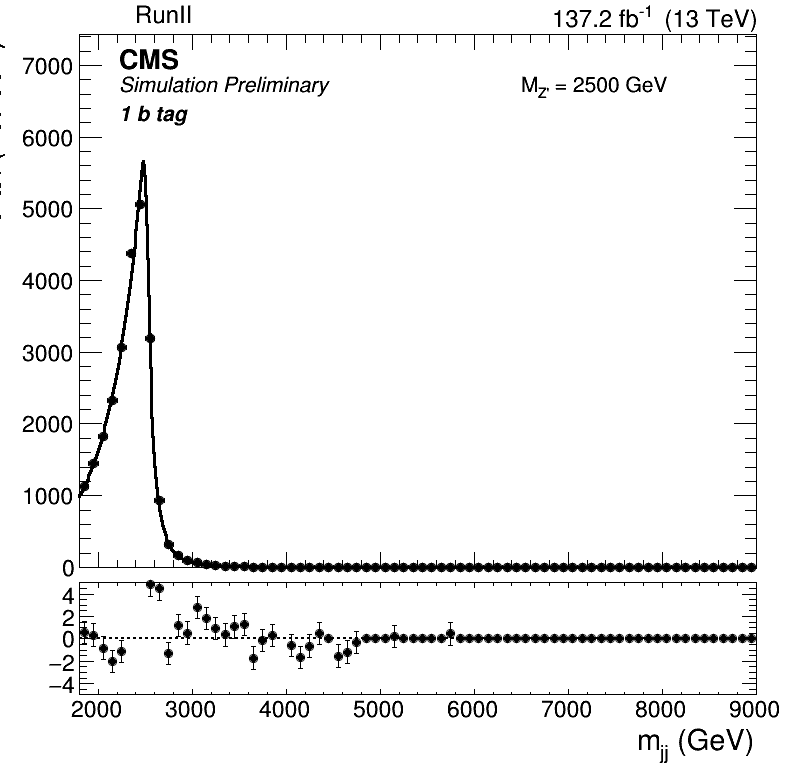 RunII
137.2 fb-1 (13 TeV)
CMS
Simulation Preliminary
MZ' = 2500 GeV
1 b tag
7000
6000
5000
4000
3000
2000
1000
0
4
2
0
−2
−4
2000 3000 4000 5000 6000 7000 8000 9000
mjj (GeV)